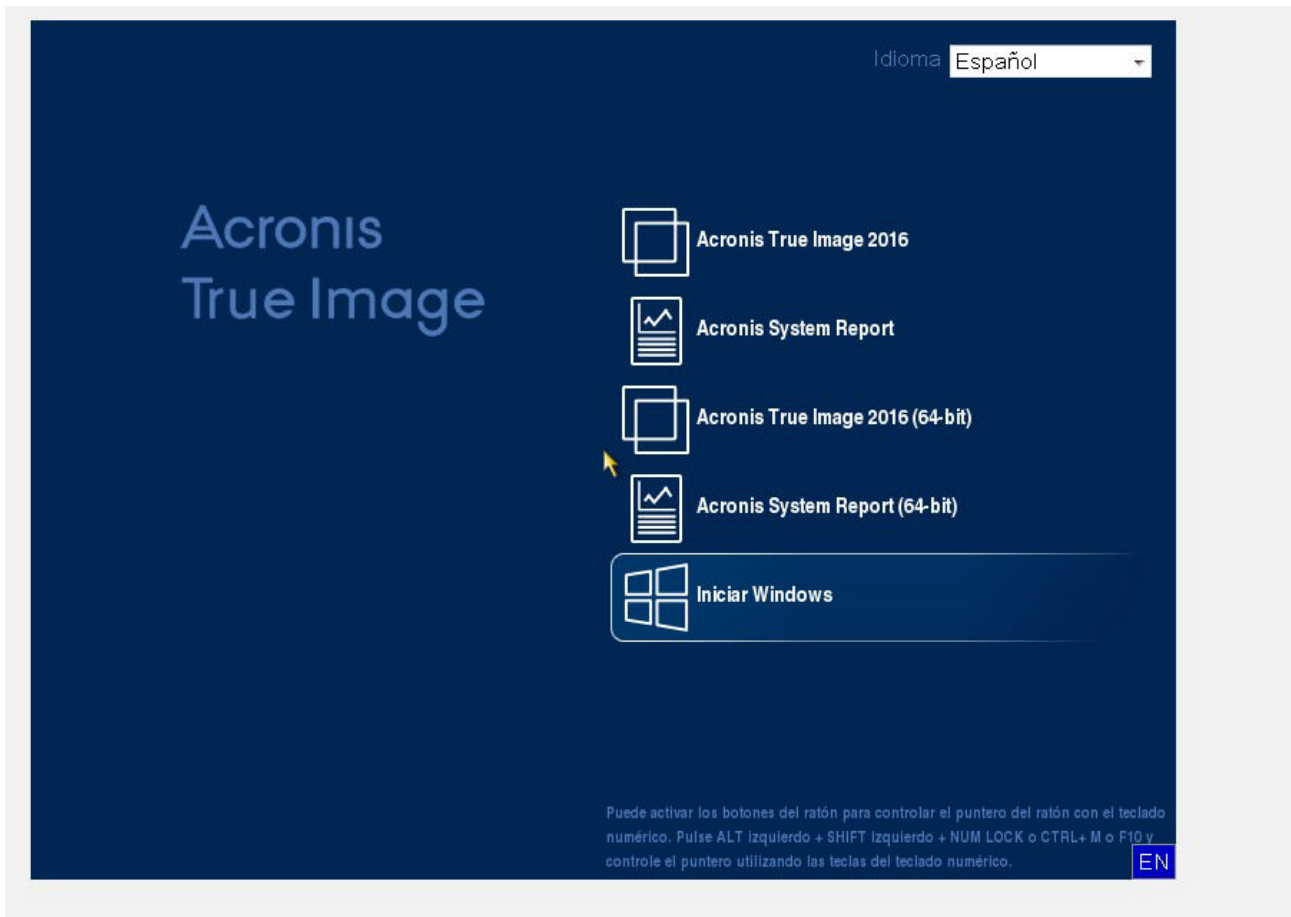 Idioma Español
Acronis
True Image
Acronis True Image 2016
Acronis System Report
Acronis True Image 2016 (64-bit)
Acronis System Report (64-bit)
Iniciar Windows
Puede activar los botones del ratón para controlar el puntero del ratón con el teclado
numérico. Pulse ALT izquierdo + SHIFT izquierdo + NUM LOCK o CTRL+ M o F10 y
controle el puntero utilizando las teclas del teclado numérico.
EN